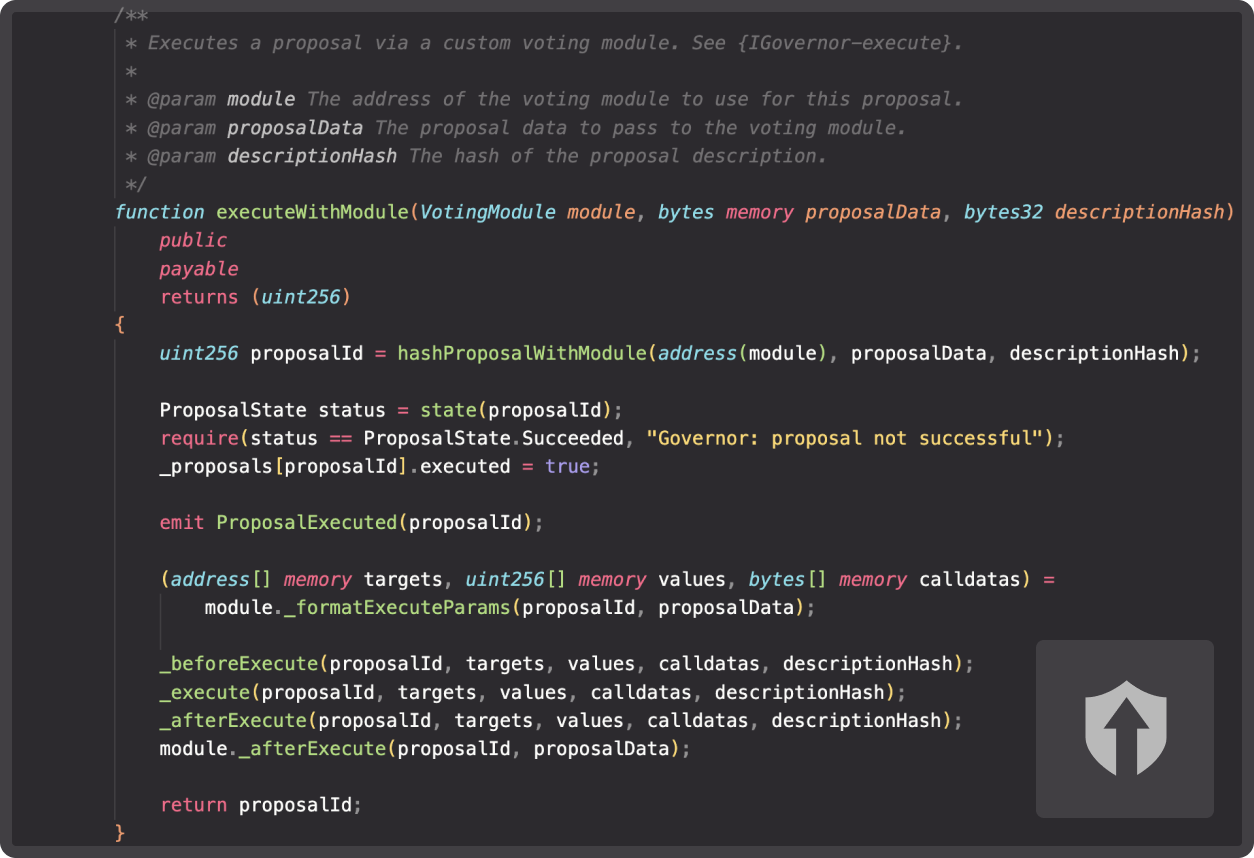 /**
 * Executes a proposal via a custom voting module. See {IGovernor-execute}.
 *
 * @param module The address of the voting module to use for this proposal.
 * @param proposalData The proposal data to pass to the voting module.
 * @param descriptionHash The hash of the proposal description.
 */
function executeWithModule(VotingModule module, bytes memory proposalData, bytes32 descriptionHash)
    public
    payable
    returns (uint256)
{
    uint256 proposalId = hashProposalWithModule(address(module), proposalData, descriptionHash);

    ProposalState status = state(proposalId);
    require(status == ProposalState.Succeeded, "Governor: proposal not successful");
    _proposals[proposalId].executed = true;

    emit ProposalExecuted(proposalId);

    (address[] memory targets, uint256[] memory values, bytes[] memory calldatas) =
        module._formatExecuteParams(proposalId, proposalData);

    _beforeExecute(proposalId, targets, values, calldatas, descriptionHash);
    _execute(proposalId, targets, values, calldatas, descriptionHash);
    _afterExecute(proposalId, targets, values, calldatas, descriptionHash);
    module._afterExecute(proposalId, proposalData);

    return proposalId;
}